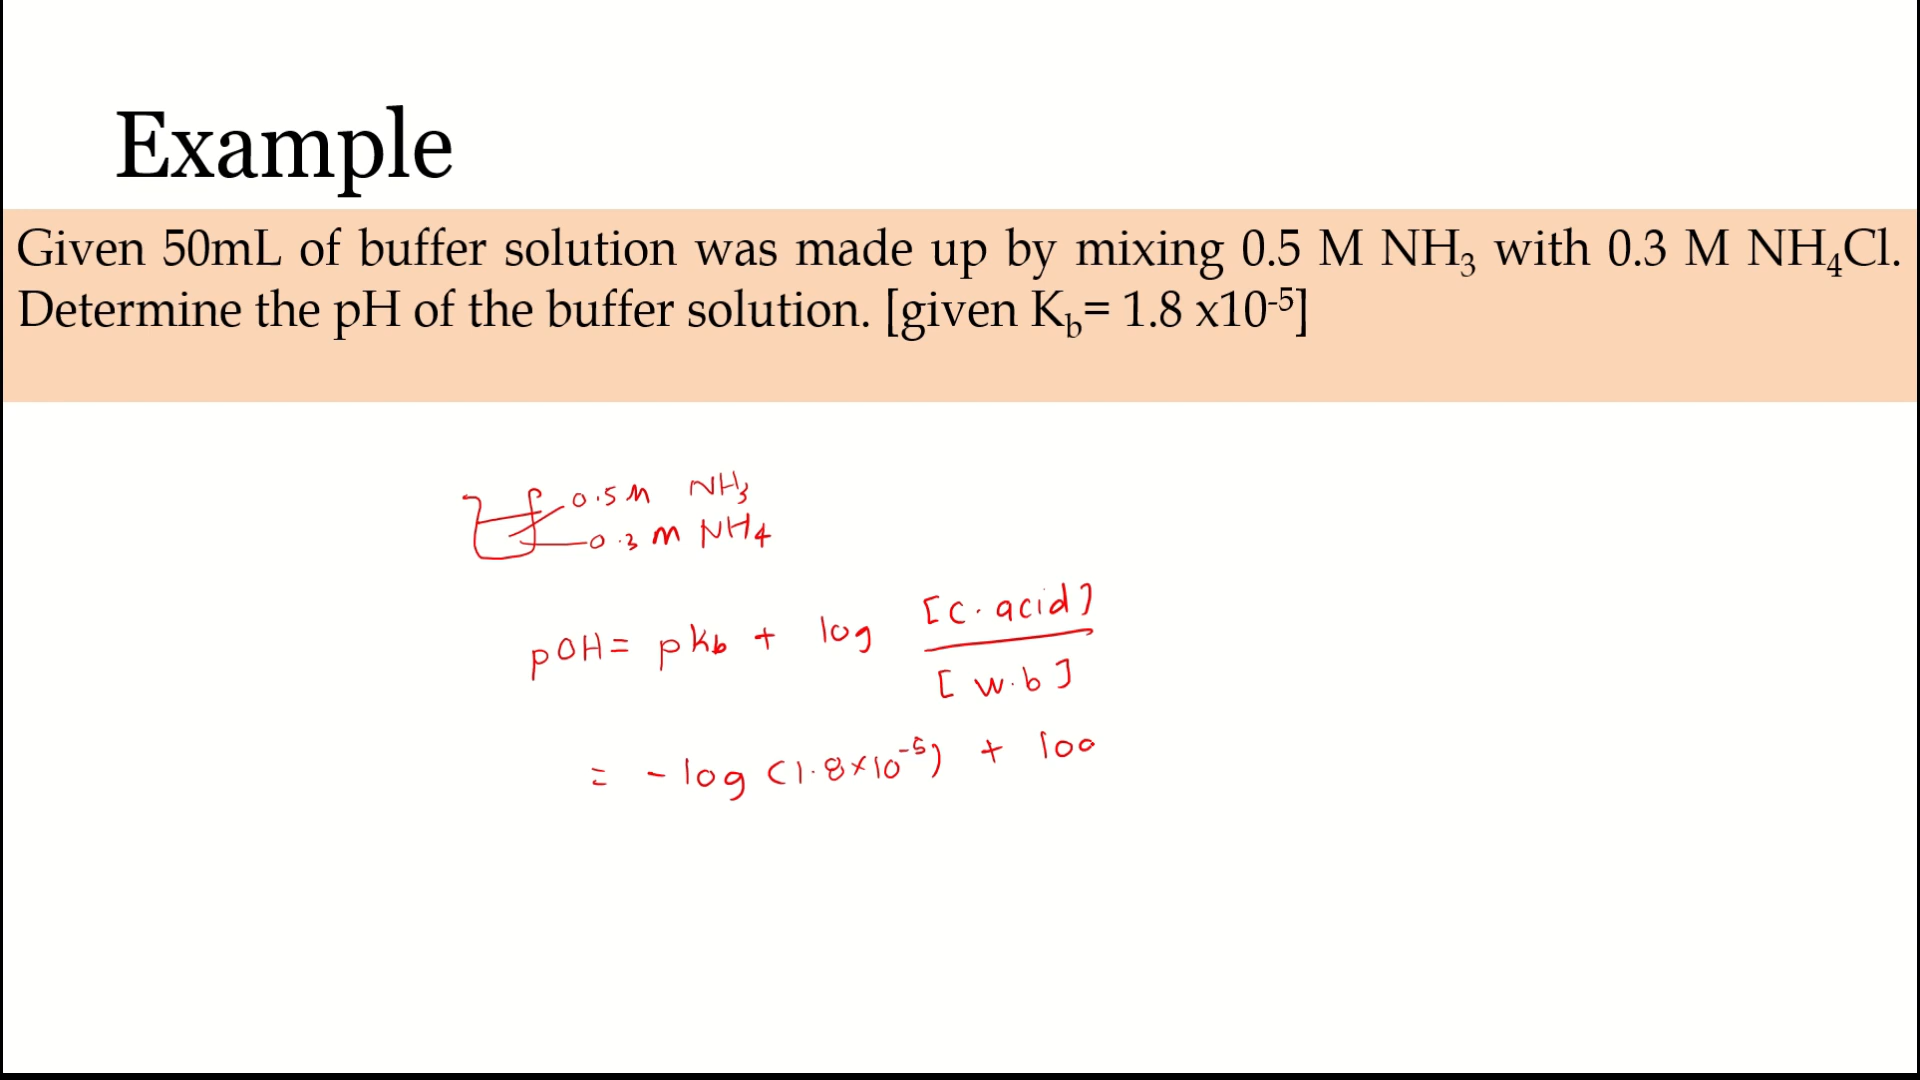 Example
Given 50mL of buffer solution was made up by mixing 0.5 M NH₃ with 0.3 M NH₄Cl.
Determine the pH of the buffer solution. [given K_b= 1.8 x10⁻⁵]
0.5 M NH₃
0.3 M NH₄
pOH = pKb + log [c. acid]
[w.b]
= - log (1.8×10⁻⁵) + loo